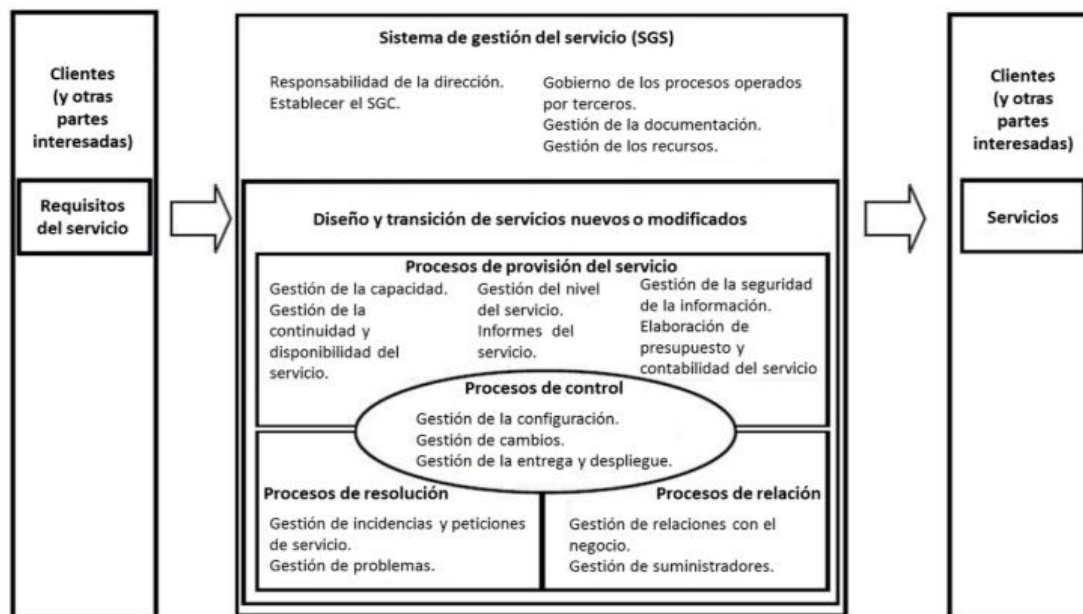 Clientes
(y otras
partes
interesadas)
Requisitos
del servicio
Sistema de gestión del servicio (SGS)
Responsabilidad de la dirección.
Establecer el SGC.
Gobierno de los procesos operados
por terceros.
Gestión de la documentación.
Gestión de los recursos.
Diseño y transición de servicios nuevos o modificados
Procesos de provisión del servicio
Gestión de la capacidad.
Gestión de la
continuidad y
disponibilidad del
servicio.
Gestión del nivel
del servicio.
Informes del
servicio.
Gestión de la seguridad
de la información.
Elaboración de
presupuesto y
contabilidad del servicio
Procesos de control
Gestión de la configuración.
Gestión de cambios.
Gestión de la entrega y despliegue.
Procesos de resolución
Gestión de incidencias y peticiones
de servicio.
Gestión de problemas.
Procesos de relación
Gestión de relaciones con el
negocio.
Gestión de suministradores.
Clientes
(y otras
partes
interesadas)
Servicios